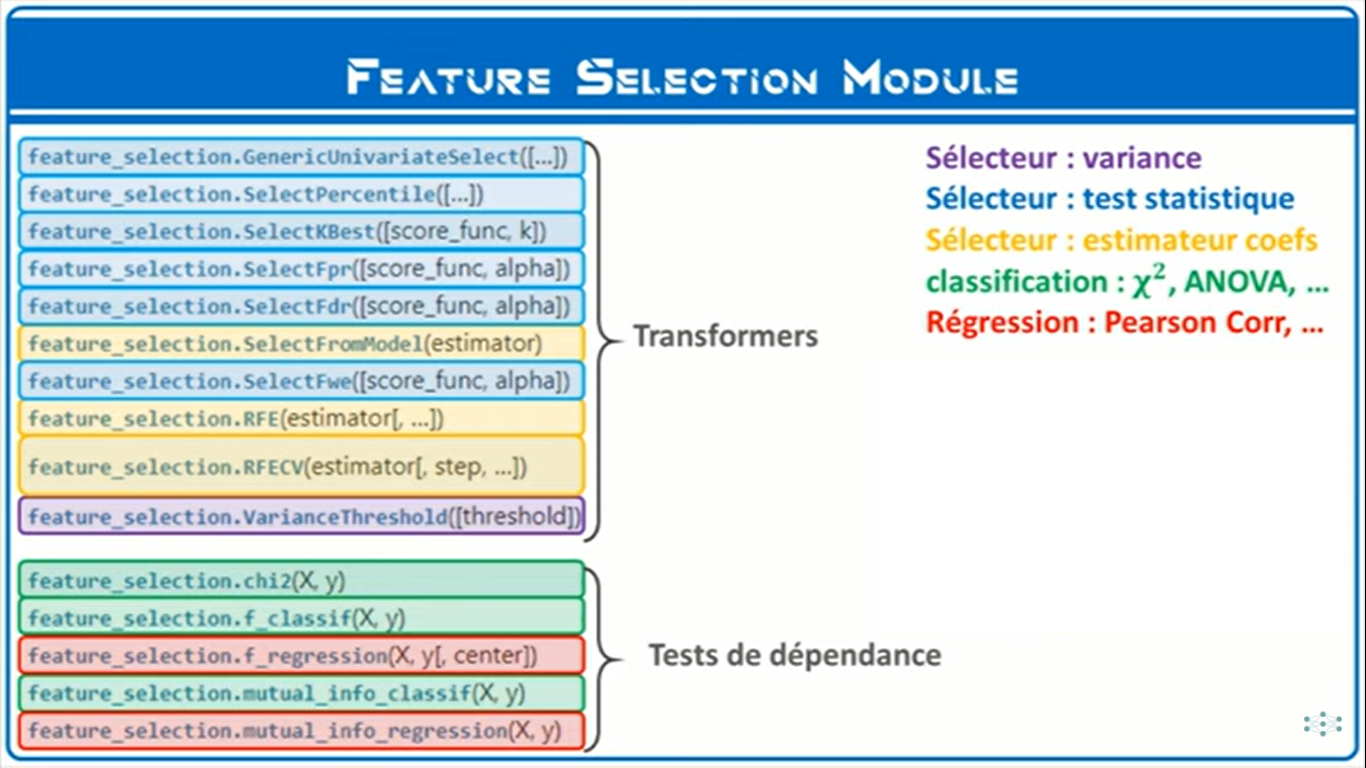 FEATURE SELECTION MODULE
feature_selection.GenericUnivariateSelect([...])
feature_selection.SelectPercentile([...])
feature_selection.SelectKBest([score_func, k])
feature_selection.SelectFpr([score_func, alpha])
feature_selection.SelectFdr([score_func, alpha])
feature_selection.SelectFromModel(estimator)
feature_selection.SelectFwe([score_func, alpha])
feature_selection.RFE(estimator[, ...])
feature_selection.RFECV(estimator[, step, ...])
feature_selection.VarianceThreshold([threshold])
Transformers
feature_selection.chi2(X, y)
feature_selection.f_classif(X, y)
feature_selection.f_regression(X, y[, center])
feature_selection.mutual_info_classif(X, y)
feature_selection.mutual_info_regression(X, y)
Tests de dépendance
Sélecteur : variance
Sélecteur : test statistique
Sélecteur : estimateur coefs
classification : χ², ANOVA, ...
Régression : Pearson Corr, ...